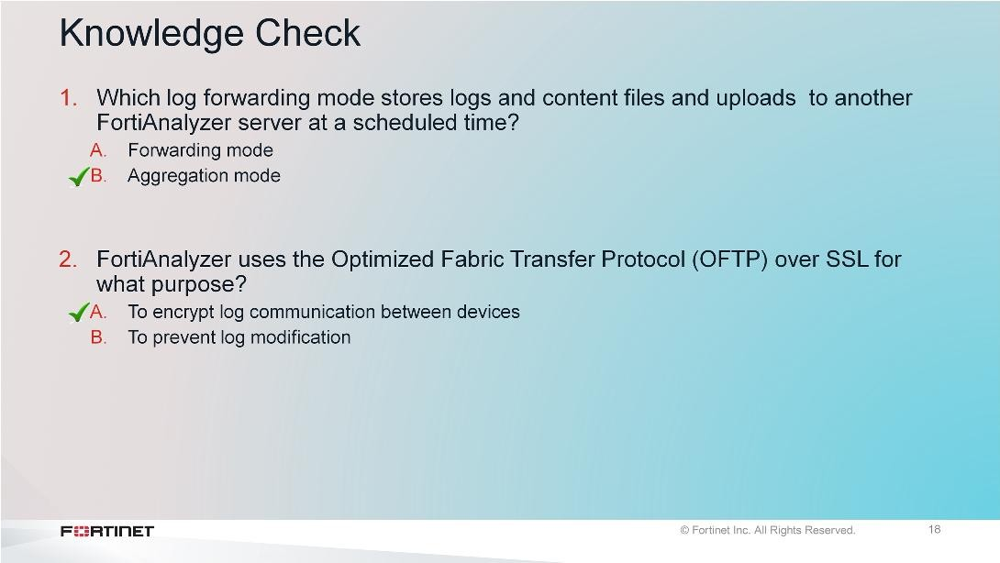 Knowledge Check
1. Which log forwarding mode stores logs and content files and uploads  to another
FortiAnalyzer server at a scheduled time?
A. Forwarding mode
B. Aggregation mode
2. FortiAnalyzer uses the Optimized Fabric Transfer Protocol (OFTP) over SSL for
what purpose?
A. To encrypt log communication between devices
B. To prevent log modification
FORTINET
© Fortinet Inc. All Rights Reserved.
18